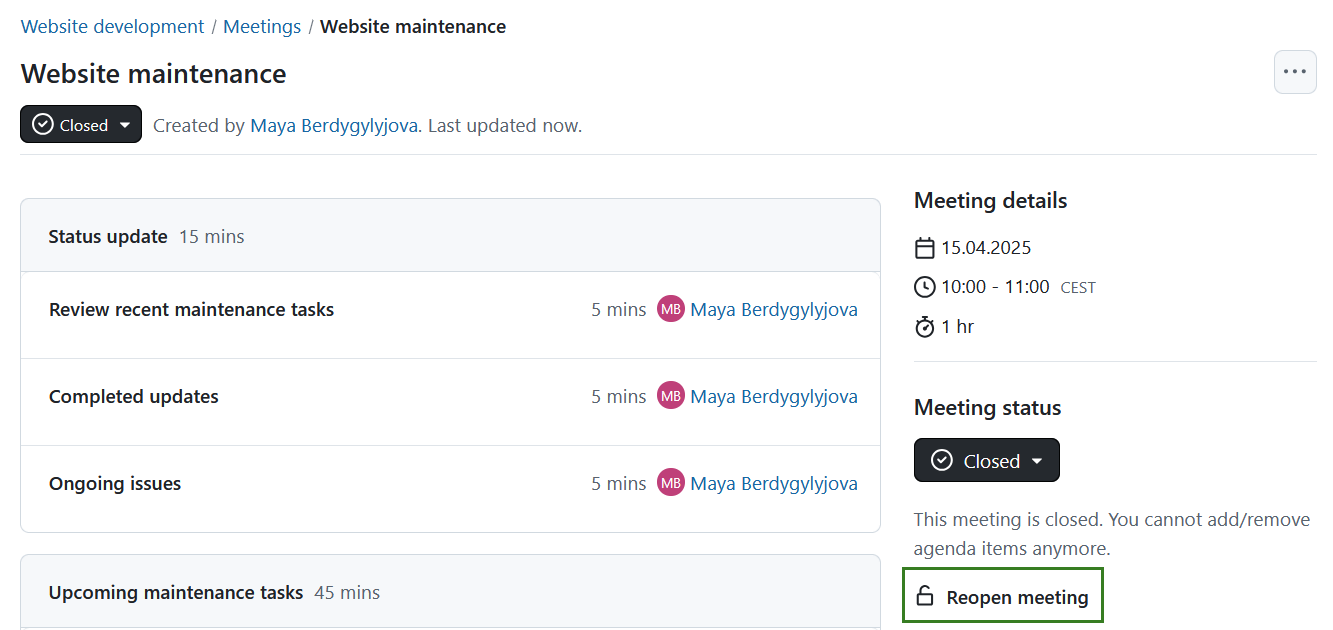 Website development / Meetings / Website maintenance
Website maintenance
Closed Created by Maya Berdygylyjova. Last updated now.
Status update 15 mins
Review recent maintenance tasks 5 mins MB Maya Berdygylyjova
Completed updates 5 mins MB Maya Berdygylyjova
Ongoing issues 5 mins MB Maya Berdygylyjova
Upcoming maintenance tasks 45 mins
Meeting details
15.04.2025
10:00 - 11:00 CEST
1 hr
Meeting status
Closed
This meeting is closed. You cannot add/remove
agenda items anymore.
Reopen meeting